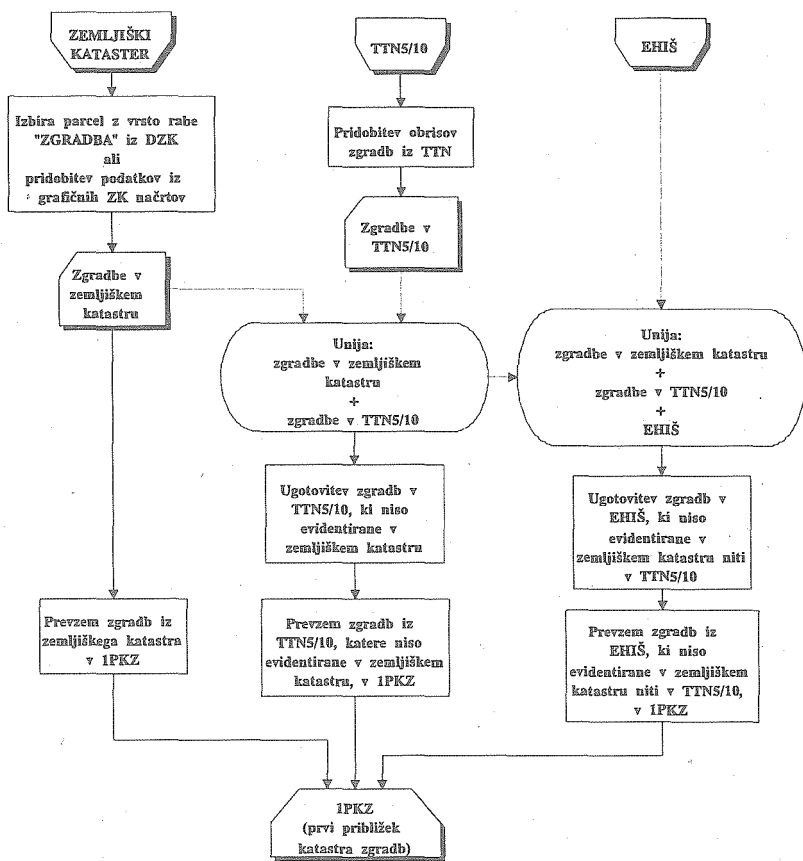 ZEMLJIŠKI
KATASTER
TTN5/10
EHIŠ
Izbira parcel z vrsto rabe
"ZGRADBA" iz DZK
ali
pridobitev podatkov iz
grafičnih ZK načrtov
Pridobitev obrisov
zgradb iz TTN
Zgradbe v
TTN5/10
Zgradbe v
zemljiškem
katastru
Unija:
zgradbe v zemljiškem
katastru
+
zgradbe v TTN5/10
Unija:
zgradbe v zemljiškem katastru
+
zgradbe v TTN5/10
+
EHIŠ
Ugotovitev zgradb v
TTN5/10, ki niso
evidentirane v
zemljiškem katastru
Ugotovitev zgradb v
EHIŠ, ki niso
evidentirane v
zemljiškem katastru niti
v TTN5/10
Prevzem zgradb iz
zemljiškega katastra
v 1PKZ
Prevzem zgradb iz
TTN5/10, katere niso
evidentirane v zemljiškem
katastru, v 1PKZ
Prevzem zgradb iz
EHIŠ, ki niso
evidentirane v zemljiškem
katastru niti v TTN5/10,
v 1PKZ
1PKZ
(prvi približek
katastra zgradb)